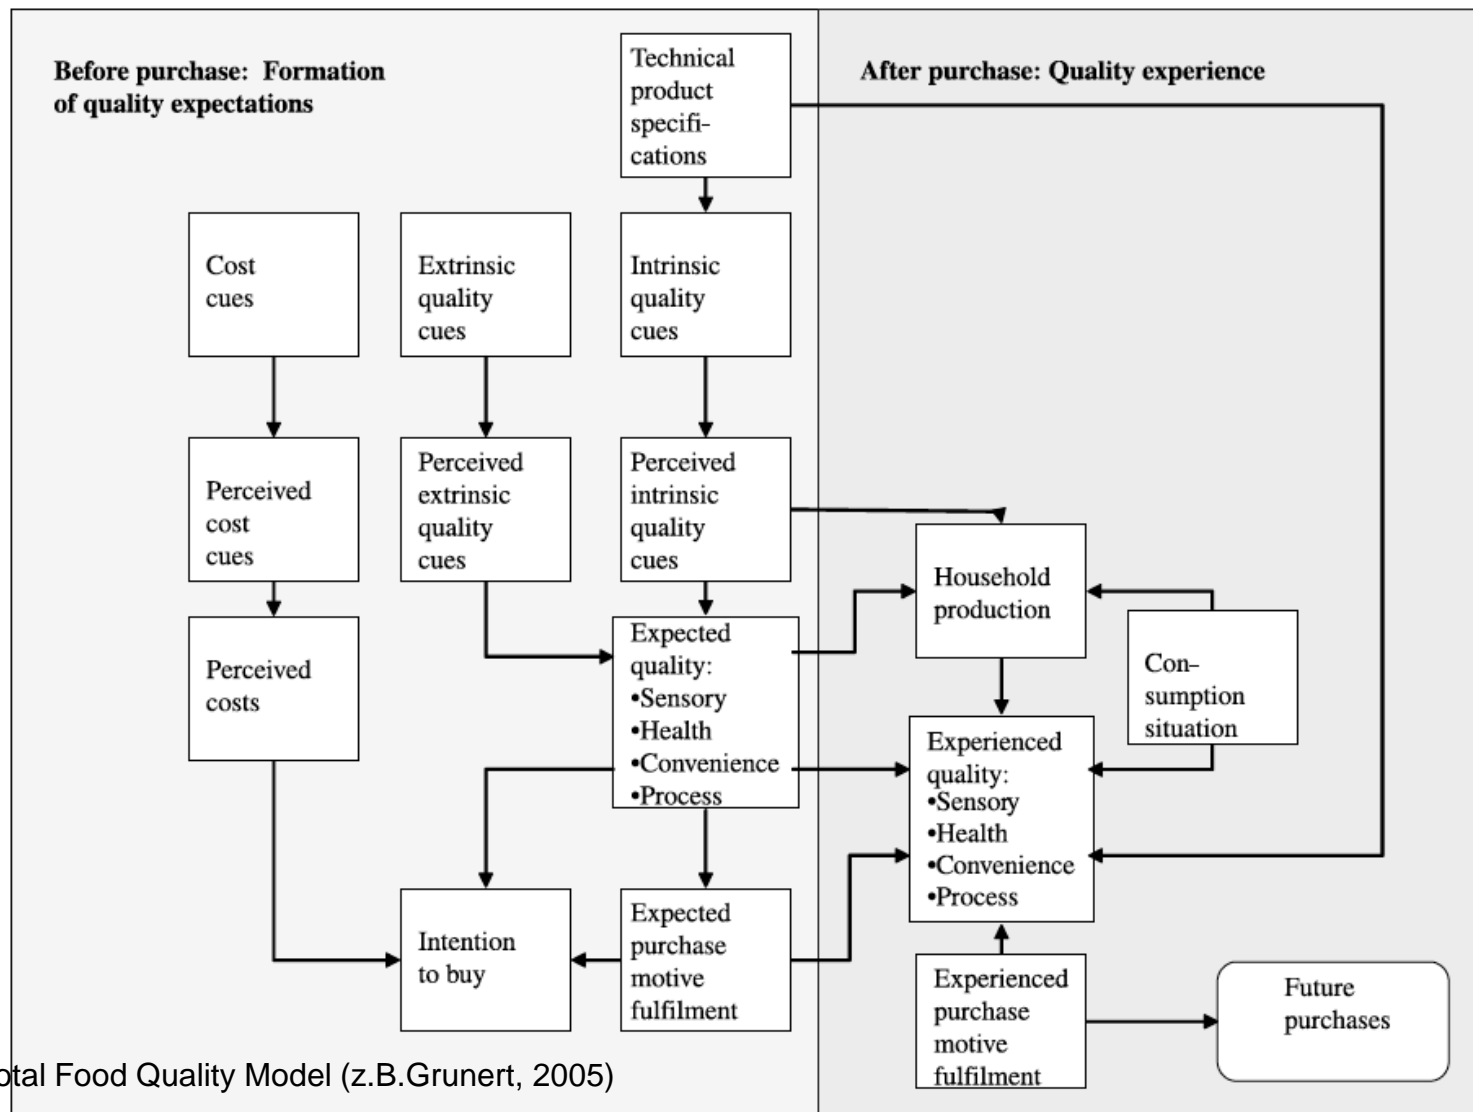 Before purchase: Formation
of quality expectations
After purchase: Quality experience
Technical
product
specifi-
cations
Cost
cues
Extrinsic
quality
cues
Intrinsic
quality
cues
Perceived
cost
cues
Perceived
extrinsic
quality
cues
Perceived
intrinsic
quality
cues
Household
production
Perceived
costs
Expected
quality:
•Sensory
•Health
•Convenience
•Process
Con-
sumption
situation
Experienced
quality:
•Sensory
•Health
•Convenience
•Process
Intention
to buy
Expected
purchase
motive
fulfilment
Experienced
purchase
motive
fulfilment
Future
purchases
otal Food Quality Model (z.B.Grunert, 2005)